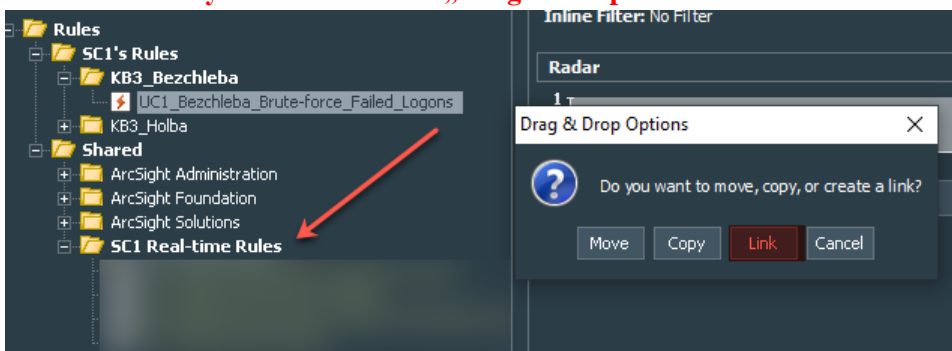 Inline Filter: No Filter
Rules
SC1's Rules
KB3_Bezchleba
UC1_Bezchleba_Brute-force_Failed_Logons
KB3_Holba
Shared
ArcSight Administration
ArcSight Foundation
ArcSight Solutions
SC1 Real-time Rules
Radar
1
Drag & Drop Options
Do you want to move, copy, or create a link?
Move Copy Link Cancel